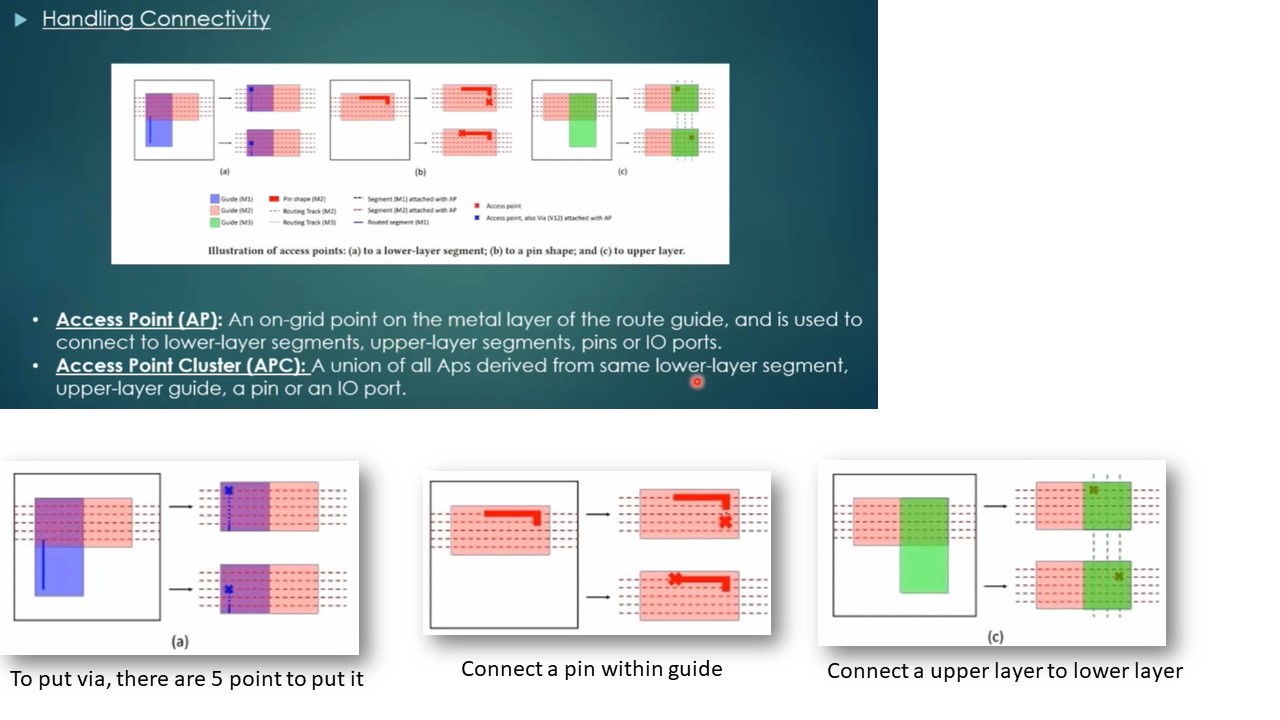 Handling Connectivity
(a)
(b)
(c)
Guide (M1)
Pin shape (M2)
Segment (M1) attached with AP
Guide (M2)
Routing Track (M2)
Segment (M2) attached with AP
Access point
Guide (M3)
Routing Track (M3)
Routed segment (M1)
Access point, also Via (V12) attached with AP
Illustration of access points: (a) to a lower-layer segment; (b) to a pin shape; and (c) to upper layer.
• Access Point (AP): An on-grid point on the metal layer of the route guide, and is used to
connect to lower-layer segments, upper-layer segments, pins or IO ports.
• Access Point Cluster (APC): A union of all Aps derived from same lower-layer segment,
upper-layer guide, a pin or an IO port.
(a)
(c)
To put via, there are 5 point to put it
Connect a pin within guide
Connect a upper layer to lower layer